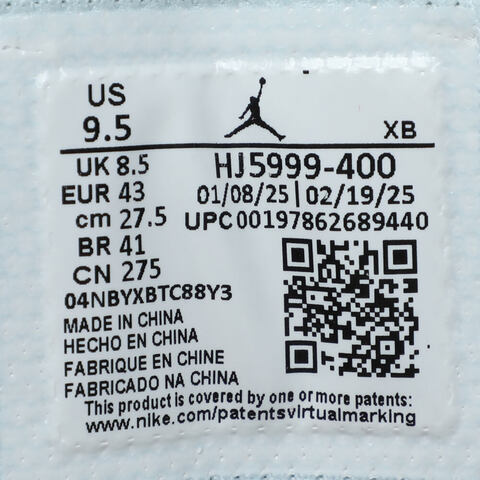 US
9.5
XB
UK 8.5
HJ5999-400
EUR 43
01/08/25 | 02/19/25
cm 27.5
UPC00197862689440
BR 41
CN 275
04NBYXBTC88Y3
MADE IN CHINA
HECHO EN CHINA
FABRIQUE EN CHINE
FABRICADO NA CHINA
This product is covered by one or more patents:
www.nike.com/patentsvirtualmarking